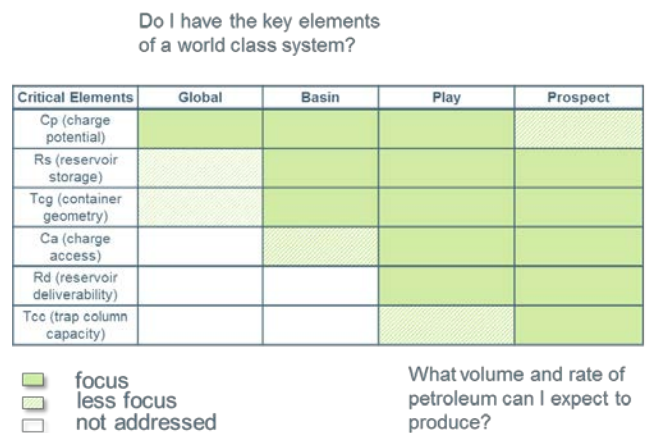 Do I have the key elements
of a world class system?
Critical Elements Global Basin Play Prospect
Cp (charge
potential)
Rs (reservoir
storage)
Tcg (container
geometry)
Ca (charge
access)
Rd (reservoir
deliverability)
Tcc (trap column
capacity)
focus
less focus
not addressed
What volume and rate of
petroleum can I expect to
produce?